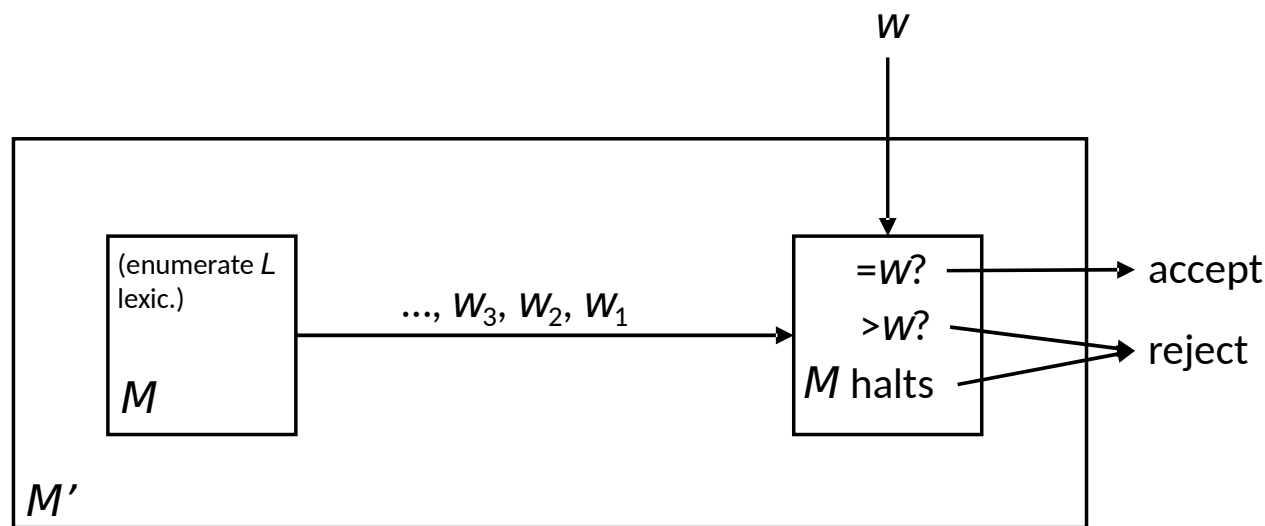 w
(enumerate L
lexic.)
M
..., w₃, w₂, w₁
=w?
>w?
M halts
accept
reject
M’